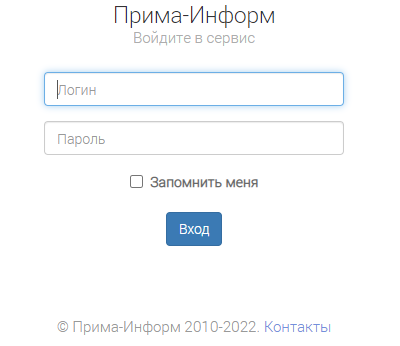 Прима-Информ
Войдите в сервис
Логин
Пароль
Запомнить меня
Вход
© Прима-Информ 2010-2022. Контакты